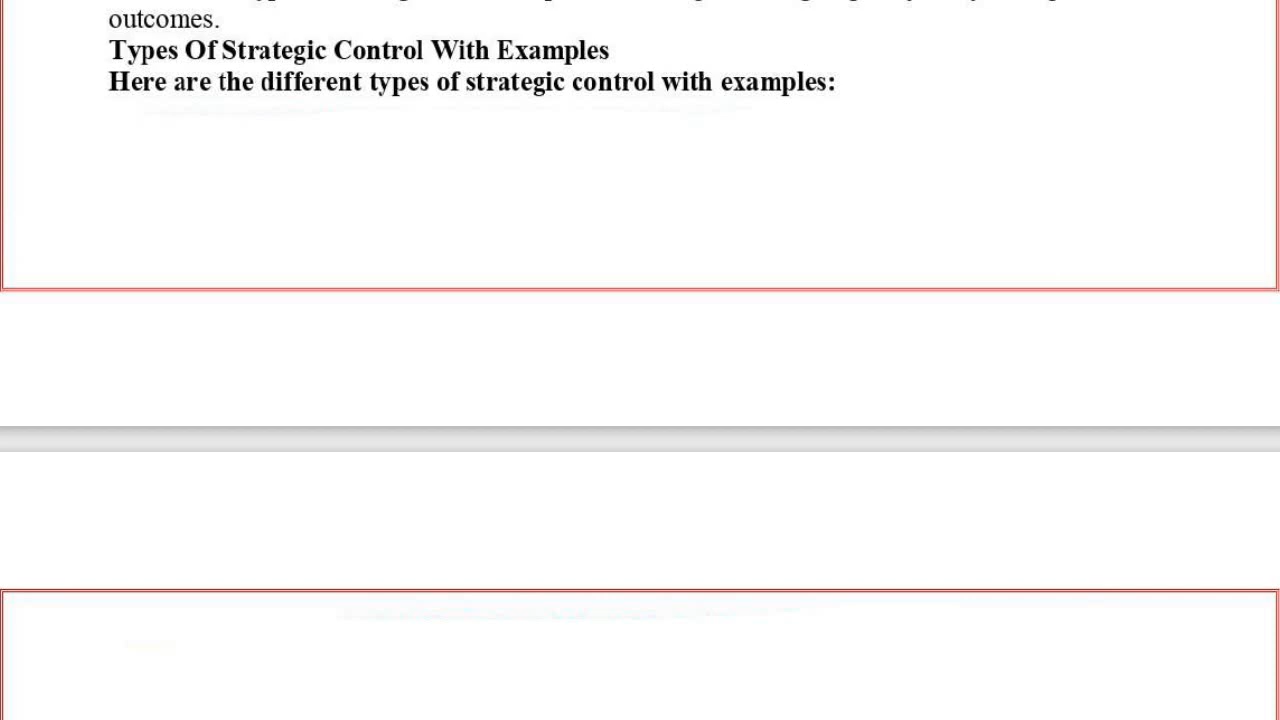 outcomes.
Types Of Strategic Control With Examples
Here are the different types of strategic control with examples: